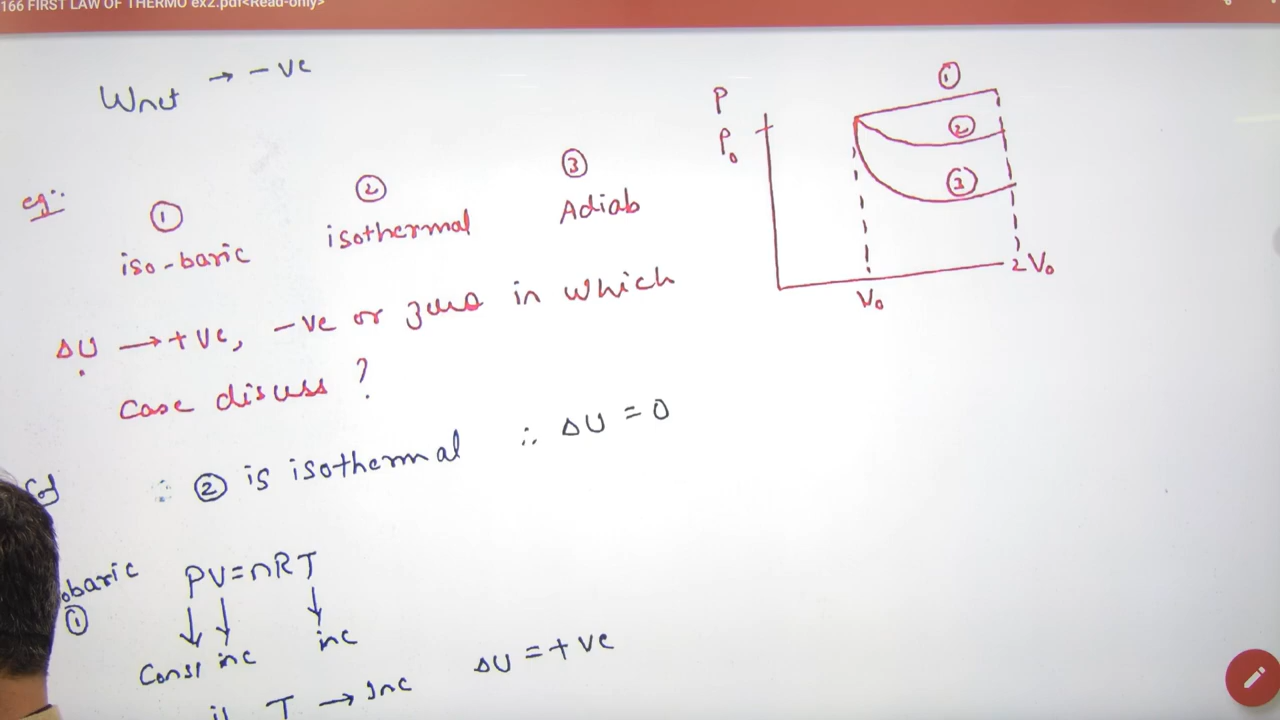 166 FIRST LAW OF THERMO ex2.pdf<Read-only>
Wnet → -ve
eg:-
① ② ③
iso-baric isothermal Adiab
ΔU → +ve, -ve or zero in which
case discuss ?
P
P₀
①
②
③
V₀
2V₀
② is isothermal ∴ ΔU = 0
obaric
①
PV=nRT
Const inc inc
T → Inc ΔU = +ve